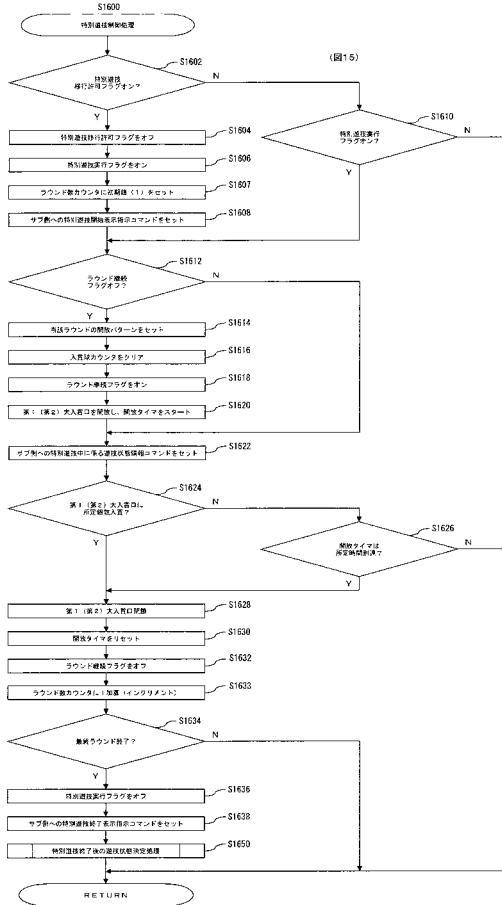 S1600
特別遊技制御処理
(図15)
S1602
特別遊技
移行許可フラグオン?
N
Y
S1610
特別遊技実行
フラグオン?
N
Y
S1604
特別遊技移行許可フラグをオフ
S1606
特別遊技実行フラグをオン
S1607
ラウンド数カウンタに初期値(1)をセット
S1608
サブ側への特別遊技開始表示指示コマンドをセット
S1612
ラウンド継続
フラグオフ?
N
Y
S1614
当該ラウンドの開放パターンをセット
S1616
入賞球カウンタをクリア
S1618
ラウンド継続フラグをオン
S1620
第1(第2)大入賞口を開放し、開放タイマをスタート
S1622
サブ側への特別遊技中に係る遊技状態情報コマンドをセット
S1624
第1(第2)大入賞口に
所定個数入賞?
N
Y
S1626
開放タイマは
所定時間到達?
N
Y
S1628
第1(第2)大入賞口閉鎖
S1630
開放タイマをリセット
S1632
ラウンド継続フラグをオフ
S1633
ラウンド数カウンタに1加算(インクリメント)
S1634
最終ラウンド終了?
N
Y
S1636
特別遊技実行フラグをオフ
S1638
サブ側への特別遊技終了表示指示コマンドをセット
S1650
特別遊技終了後の遊技状態決定処理
RETURN